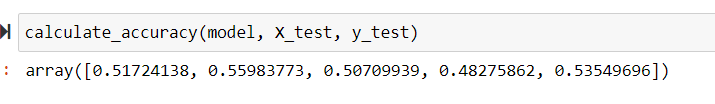 calculate_accuracy(model, X_test, y_test)
: array([0.51724138, 0.55983773, 0.50709939, 0.48275862, 0.53549696])